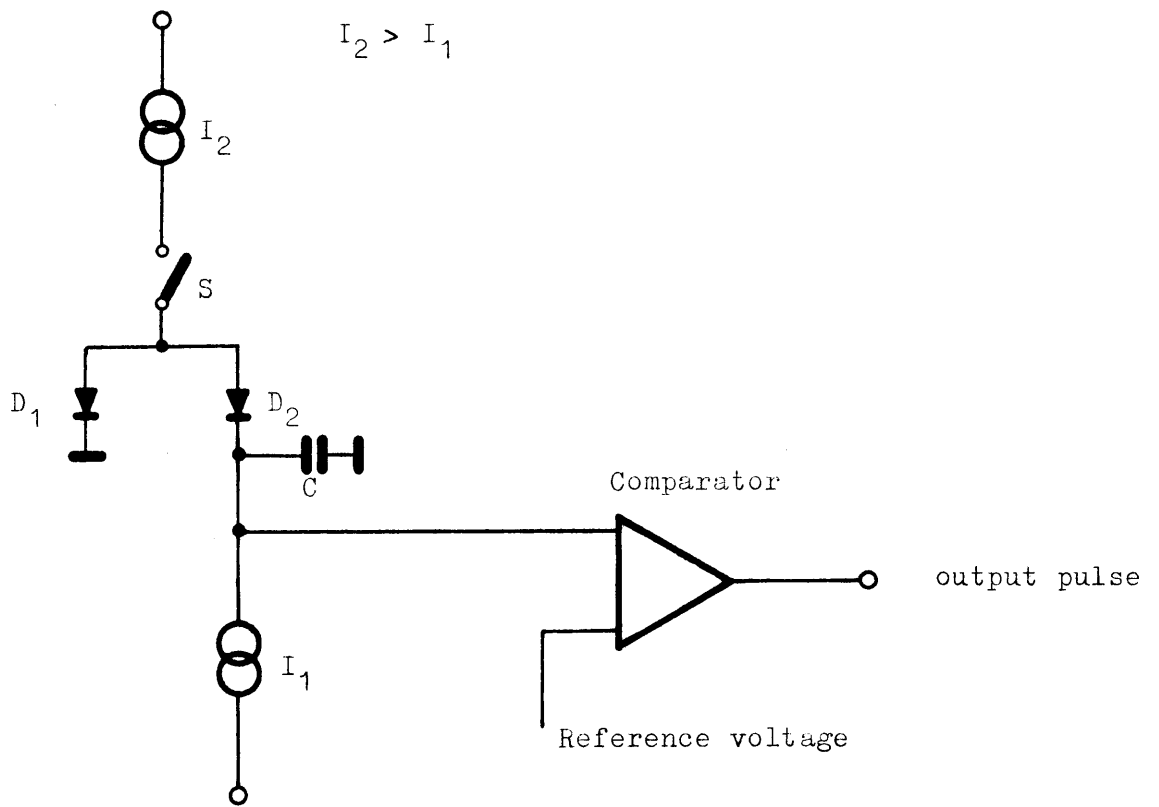 I₂ > I₁
I₂
S
D₁
D₂
C
Comparator
output pulse
I₁
Reference voltage